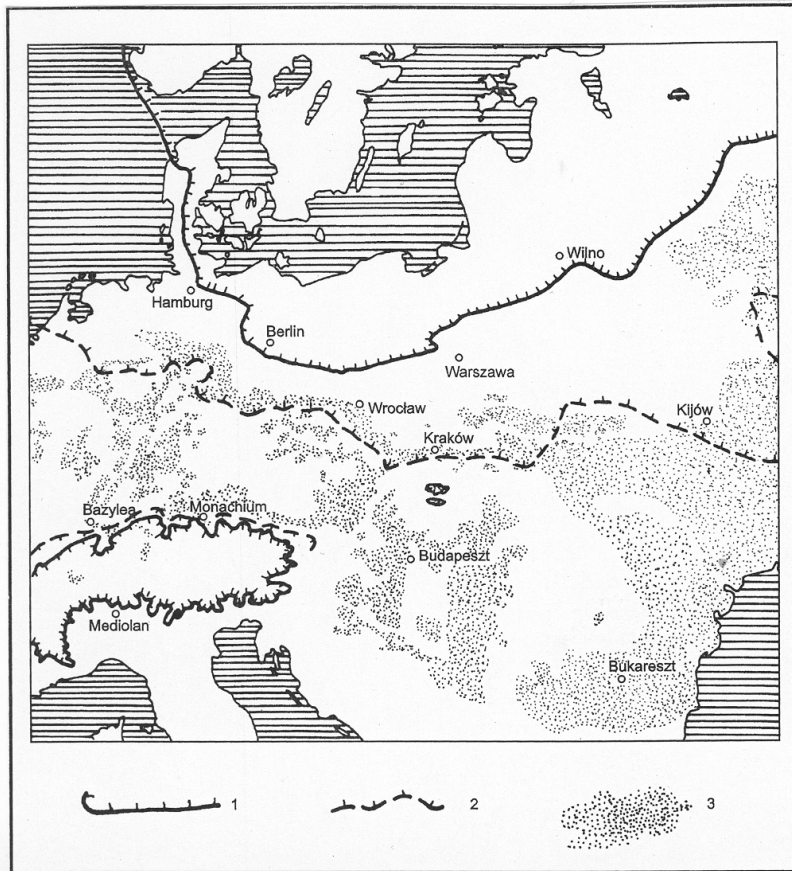 Wilno
Hamburg
Berlin
Warszawa
Wrocław
Kijów
Kraków
Bazylea
Monachium
Budapeszt
Mediolan
Bukareszt
1
2
3